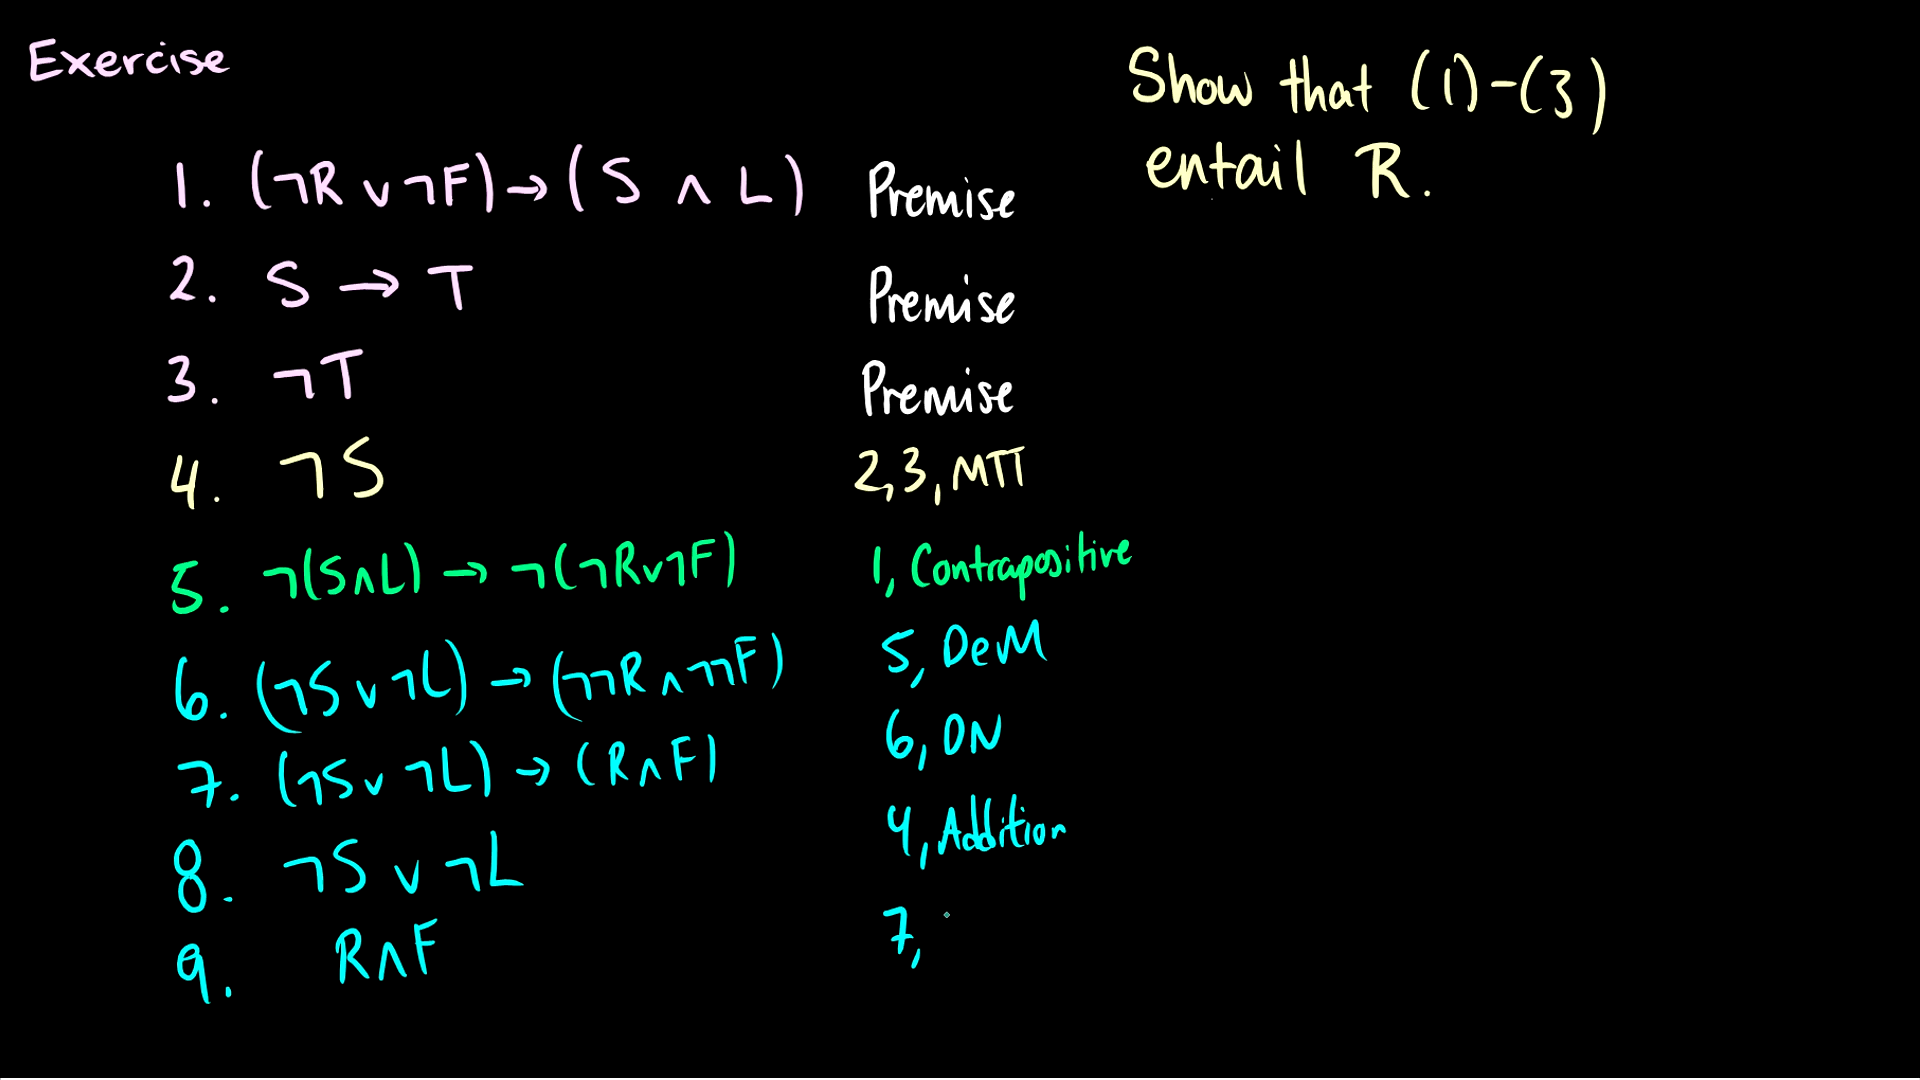 Exercise
Show that (1)-(3)
entail R.
1. (¬R ∨ ¬F) → (S ∧ L) Premise
2. S → T Premise
3. ¬T Premise
4. ¬S 2,3, MTT
5. ¬(S∧L) → ¬(¬R∨¬F) 1, Contrapositive
6. (¬S ∨ ¬L) → (¬¬R ∧ ¬¬F) 5, DeM
7. (¬S ∨ ¬L) → (R∧F) 6, DN
8. ¬S ∨ ¬L 4, Addition
9. R∧F 7,